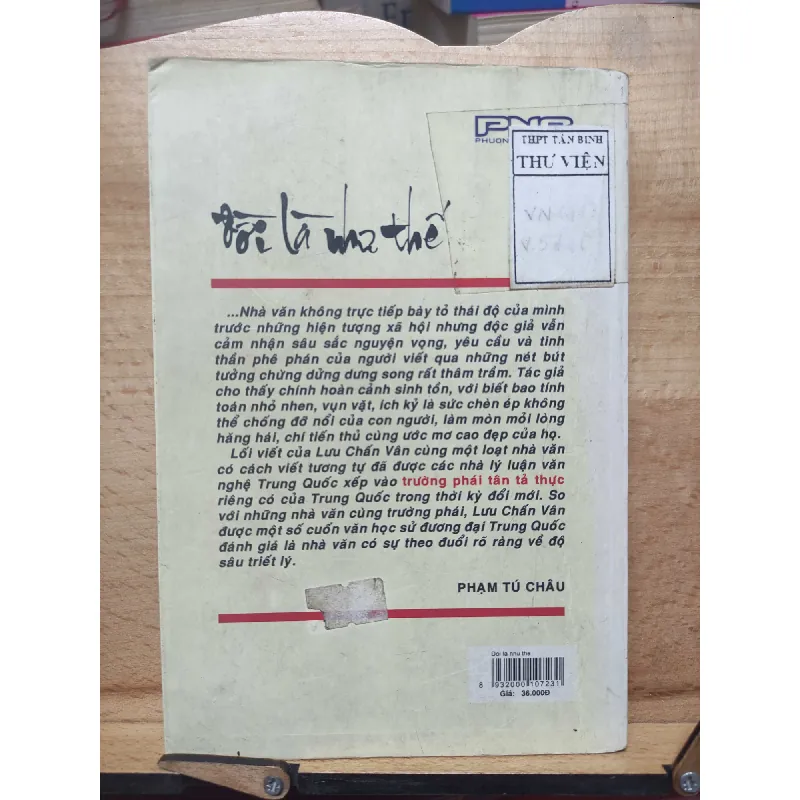 PNC
PHUON
THPT TÂN BÌNH
THƯ VIỆN
VN
Đời là như thế
...Nhà văn không trực tiếp bày tỏ thái độ của mình
trước những hiện tượng xã hội nhưng độc giả vẫn
cảm nhận sâu sắc nguyện vọng, yêu cầu và tinh
thần phê phán của người viết qua những nét bút
tưởng chừng dửng dưng song rất thâm trầm. Tác giả
cho thấy chính hoàn cảnh sinh tồn, với biết bao tính
toán nhỏ nhen, vụn vặt, ích kỷ là sức chèn ép không
thể chống đỡ nổi của con người, làm mòn mỏi lòng
hăng hái, chí tiến thủ cùng ước mơ cao đẹp của họ.
Lối viết của Lưu Chấn Vân cùng một loạt nhà văn
có cách viết tương tự đã được các nhà lý luận văn
nghệ Trung Quốc xếp vào trường phái tân tả thực
riêng có của Trung Quốc trong thời kỳ đổi mới. So
với những nhà văn cùng trường phái, Lưu Chấn Vân
được một số cuốn văn học sử đương đại Trung Quốc
đánh giá là nhà văn có sự theo đuổi rõ ràng về độ
sâu triết lý.
PHẠM TÚ CHÂU
Doi la nhu the
8 932000 107231
Giá: 36.000Đ